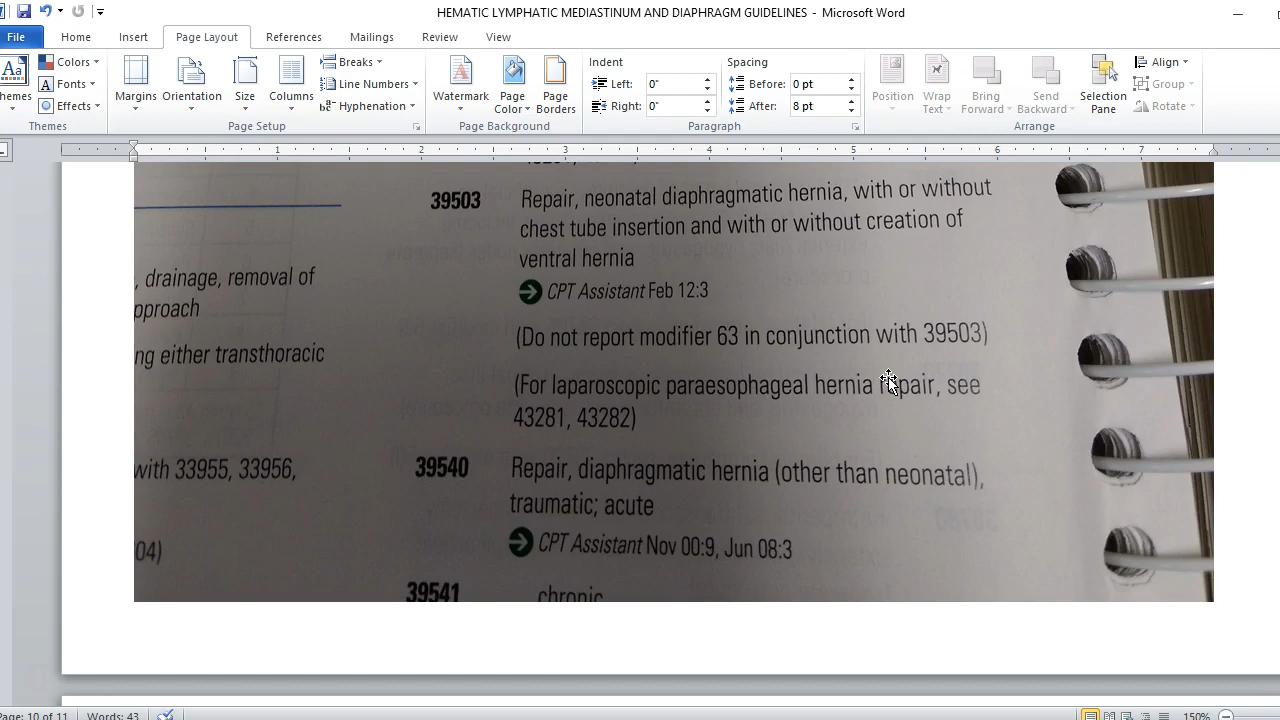 HEMATIC LYMPHATIC MEDIASTINUM AND DIAPHRAGM GUIDELINES - Microsoft Word
File Home Insert Page Layout References Mailings Review View
Colors
Fonts
Effects
Themes
Margins Orientation Size Columns
Breaks
Line Numbers
Hyphenation
Page Setup
Watermark Page Color Page Borders
Page Background
Indent Spacing
Left: 0" Before: 0 pt
Right: 0" After: 8 pt
Paragraph
Position Wrap Text Bring Forward Send Backward Selection Pane
Align
Group
Rotate
Arrange
1 2 3 4 5 6 7
, drainage, removal of
pproach
ng either transthoracic
with 33955, 33956,
04)
39503 Repair, neonatal diaphragmatic hernia, with or without
chest tube insertion and with or without creation of
ventral hernia
CPT Assistant Feb 12:3
(Do not report modifier 63 in conjunction with 39503)
(For laparoscopic paraesophageal hernia repair, see
43281, 43282)
39540 Repair, diaphragmatic hernia (other than neonatal),
traumatic; acute
CPT Assistant Nov 00:9, Jun 08:3
39541 chronic
Page: 10 of 11 Words: 43 150%